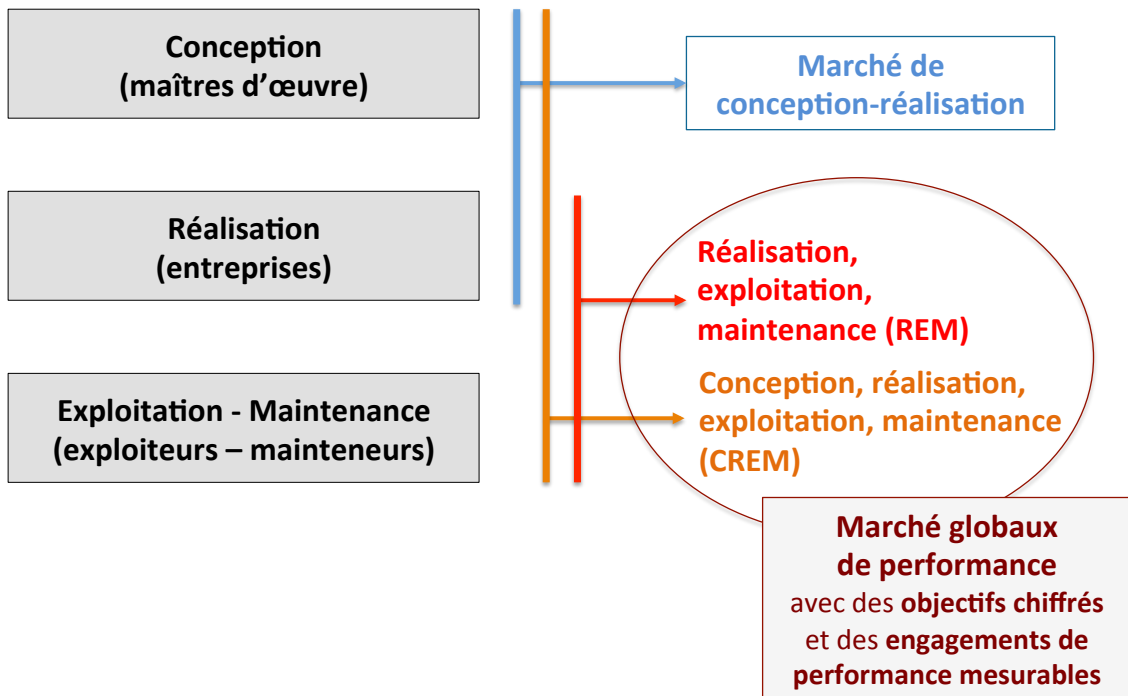 Conception
(maîtres d’œuvre)
Marché de
conception-réalisation
Réalisation
(entreprises)
Réalisation,
exploitation,
maintenance (REM)
Exploitation - Maintenance
(exploiteurs – mainteneurs)
Conception, réalisation,
exploitation, maintenance
(CREM)
Marché globaux
de performance
avec des objectifs chiffrés
et des engagements de
performance mesurables